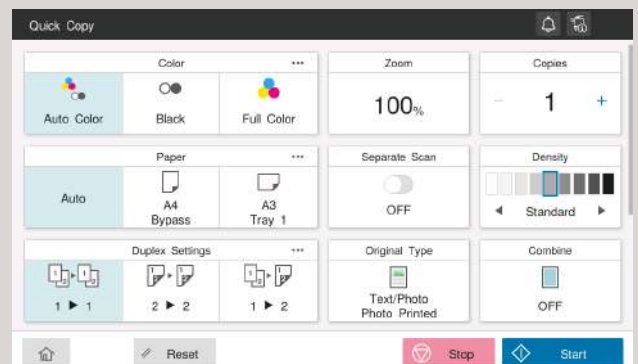 Quick Copy
Color ···
Auto Color
Black
Full Color
Zoom
100%
Copies
− 1 +
Paper ···
Auto
A4
Bypass
A3
Tray 1
Separate Scan
OFF
Density
◀ Standard ▶
Duplex Settings ···
1 ▶ 1
2 ▶ 2
1 ▶ 2
Original Type
Text/Photo
Photo Printed
Combine
OFF
Reset
Stop
Start